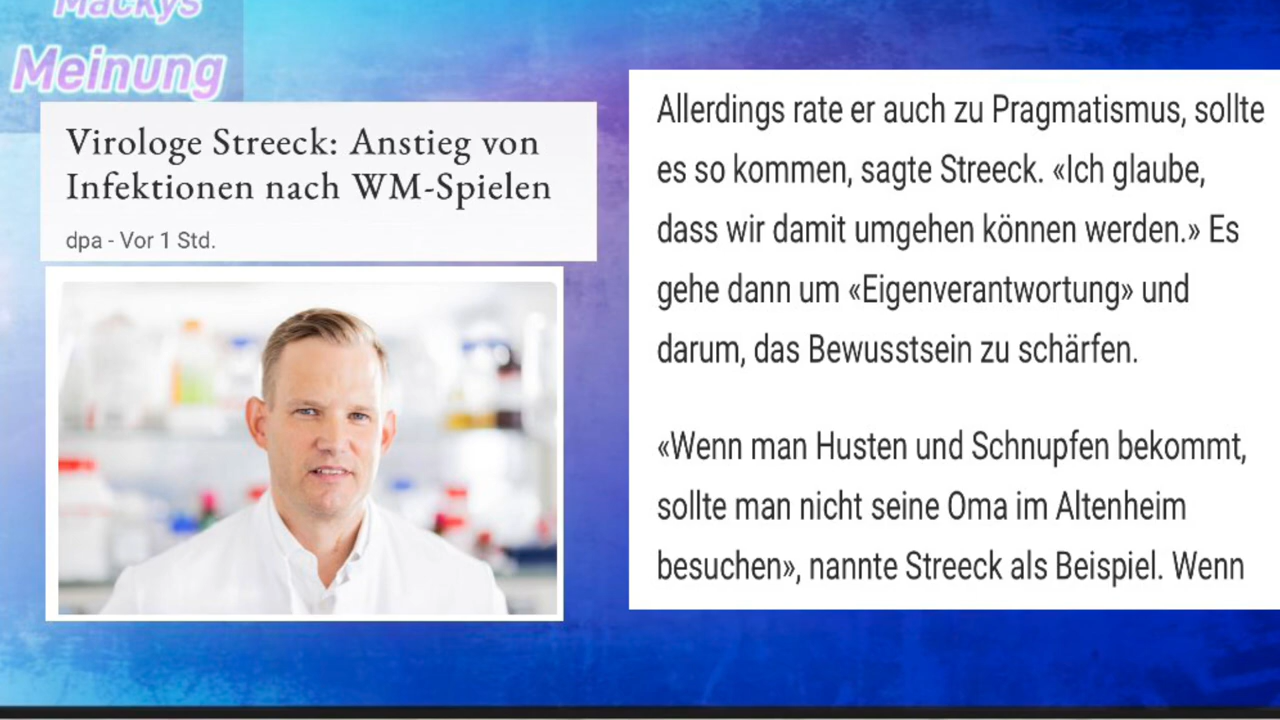 Mackys
Meinung
Virologe Streeck: Anstieg von
Infektionen nach WM-Spielen
dpa - Vor 1 Std.
Allerdings rate er auch zu Pragmatismus, sollte
es so kommen, sagte Streeck. «Ich glaube,
dass wir damit umgehen können werden.» Es
gehe dann um «Eigenverantwortung» und
darum, das Bewusstsein zu schärfen.
«Wenn man Husten und Schnupfen bekommt,
sollte man nicht seine Oma im Altenheim
besuchen», nannte Streeck als Beispiel. Wenn